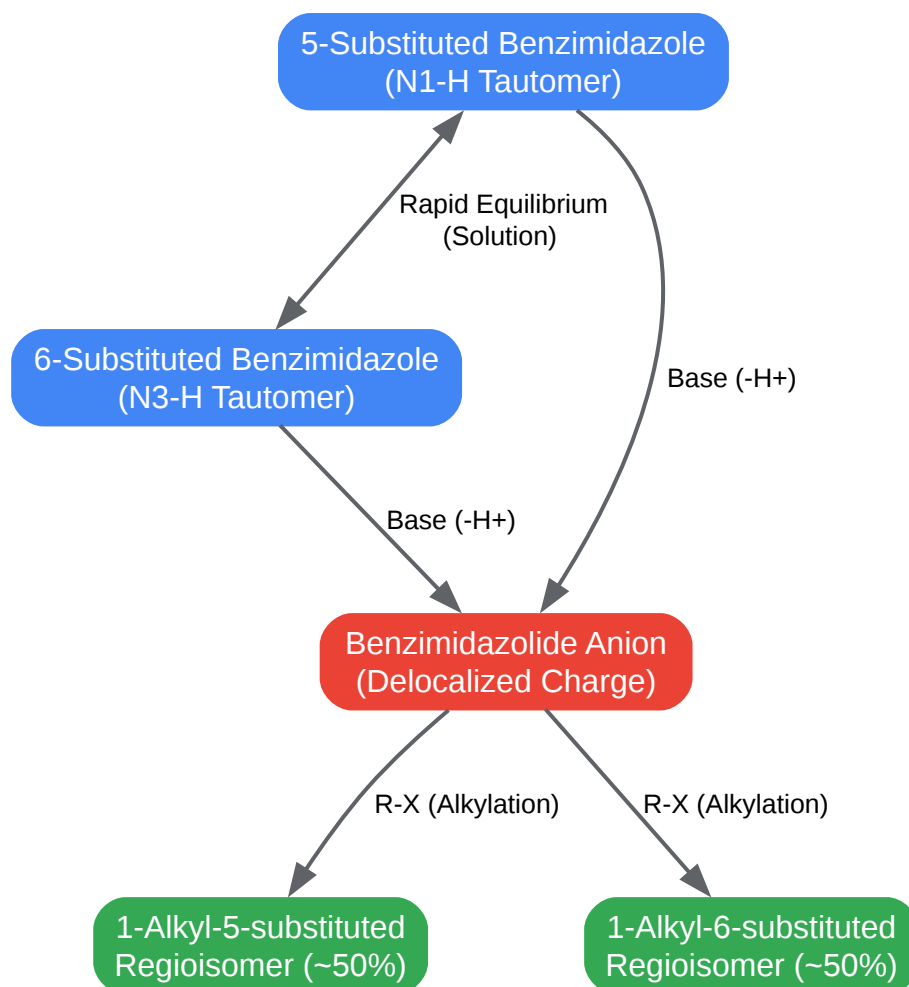 5-Substituted Benzimidazole
(N1-H Tautomer)
Rapid Equilibrium
(Solution)
6-Substituted Benzimidazole
(N3-H Tautomer)
Base (-H+)
Base (-H+)
Benzimidazolide Anion
(Delocalized Charge)
R-X (Alkylation)
R-X (Alkylation)
1-Alkyl-5-substituted
Regioisomer (~50%)
1-Alkyl-6-substituted
Regioisomer (~50%)